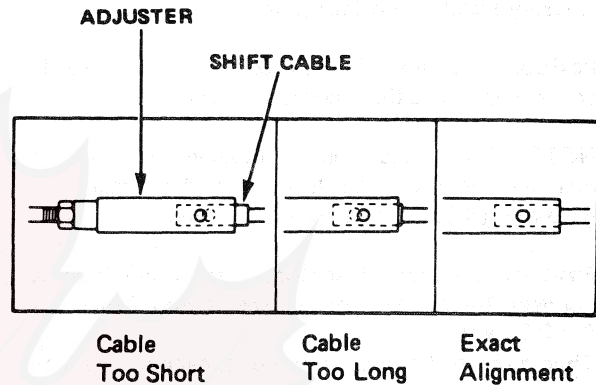 ADJUSTER
SHIFT CABLE
Cable
Too Short
Cable
Too Long
Exact
Alignment